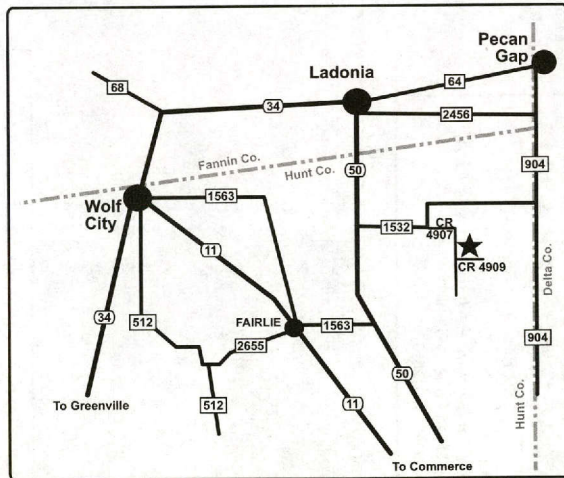 Pecan
Gap
Ladonia
68
34
64
2456
Fannin Co.
Hunt Co.
904
50
Wolf
City
1563
11
1532
CR
4907
CR 4909
Delta Co.
34
512
FAIRLIE
1563
2655
904
50
512
11
To Greenville
Hunt Co.
To Commerce